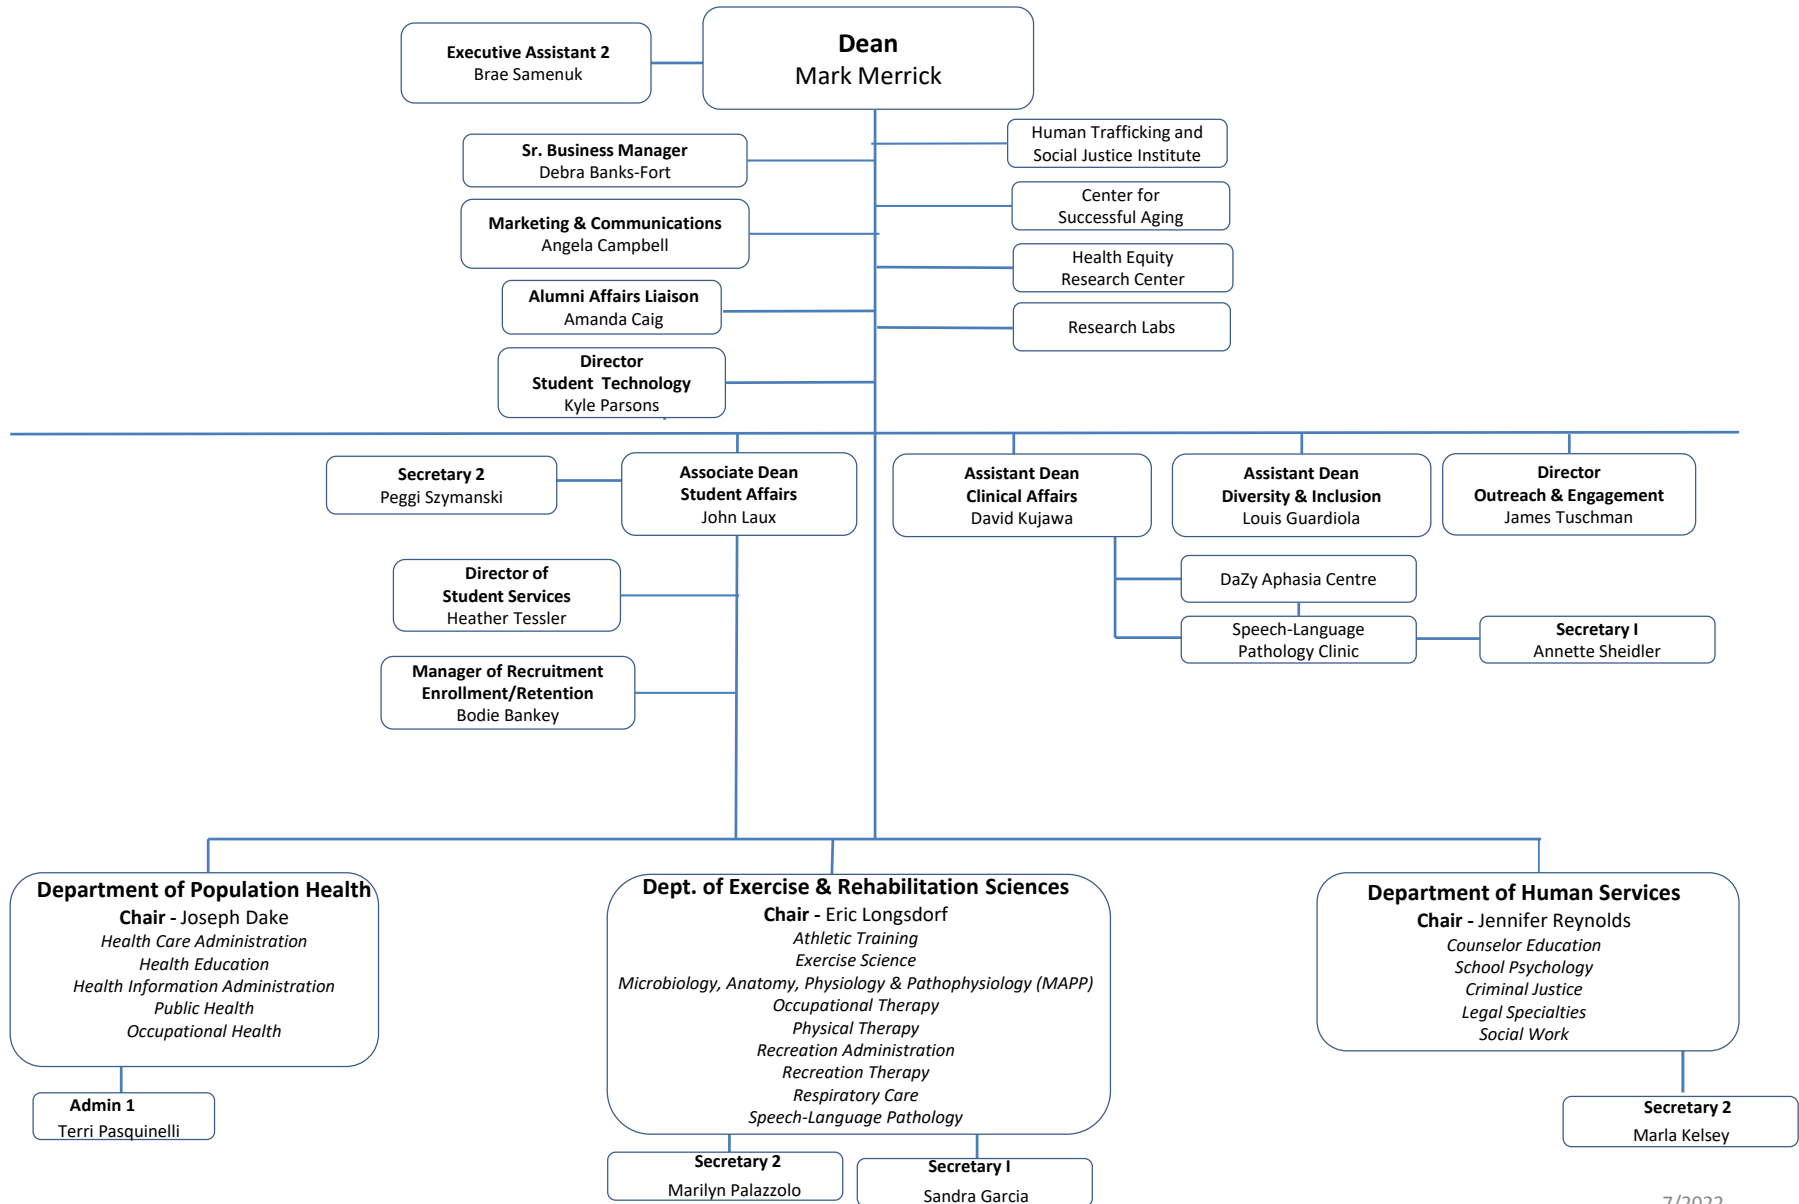 Executive Assistant 2
Brae Samenuk
Dean
Mark Merrick
Sr. Business Manager
Debra Banks-Fort
Marketing & Communications
Angela Campbell
Alumni Affairs Liaison
Amanda Caig
Director
Student  Technology
Kyle Parsons
Human Trafficking and
Social Justice Institute
Center for
Successful Aging
Health Equity
Research Center
Research Labs
Secretary 2
Peggi Szymanski
Associate Dean
Student Affairs
John Laux
Assistant Dean
Clinical Affairs
David Kujawa
Assistant Dean
Diversity & Inclusion
Louis Guardiola
Director
Outreach & Engagement
James Tuschman
Director of
Student Services
Heather Tessler
Manager of Recruitment
Enrollment/Retention
Bodie Bankey
DaZy Aphasia Centre
Speech-Language
Pathology Clinic
Secretary I
Annette Sheidler
Department of Population Health
Chair - Joseph Dake
Health Care Administration
Health Education
Health Information Administration
Public Health
Occupational Health
Admin 1
Terri Pasquinelli
Dept. of Exercise & Rehabilitation Sciences
Chair - Eric Longsdorf
Athletic Training
Exercise Science
Microbiology, Anatomy, Physiology & Pathophysiology (MAPP)
Occupational Therapy
Physical Therapy
Recreation Administration
Recreation Therapy
Respiratory Care
Speech-Language Pathology
Secretary 2
Marilyn Palazzolo
Secretary I
Sandra Garcia
Department of Human Services
Chair - Jennifer Reynolds
Counselor Education
School Psychology
Criminal Justice
Legal Specialties
Social Work
Secretary 2
Marla Kelsey
7/2022